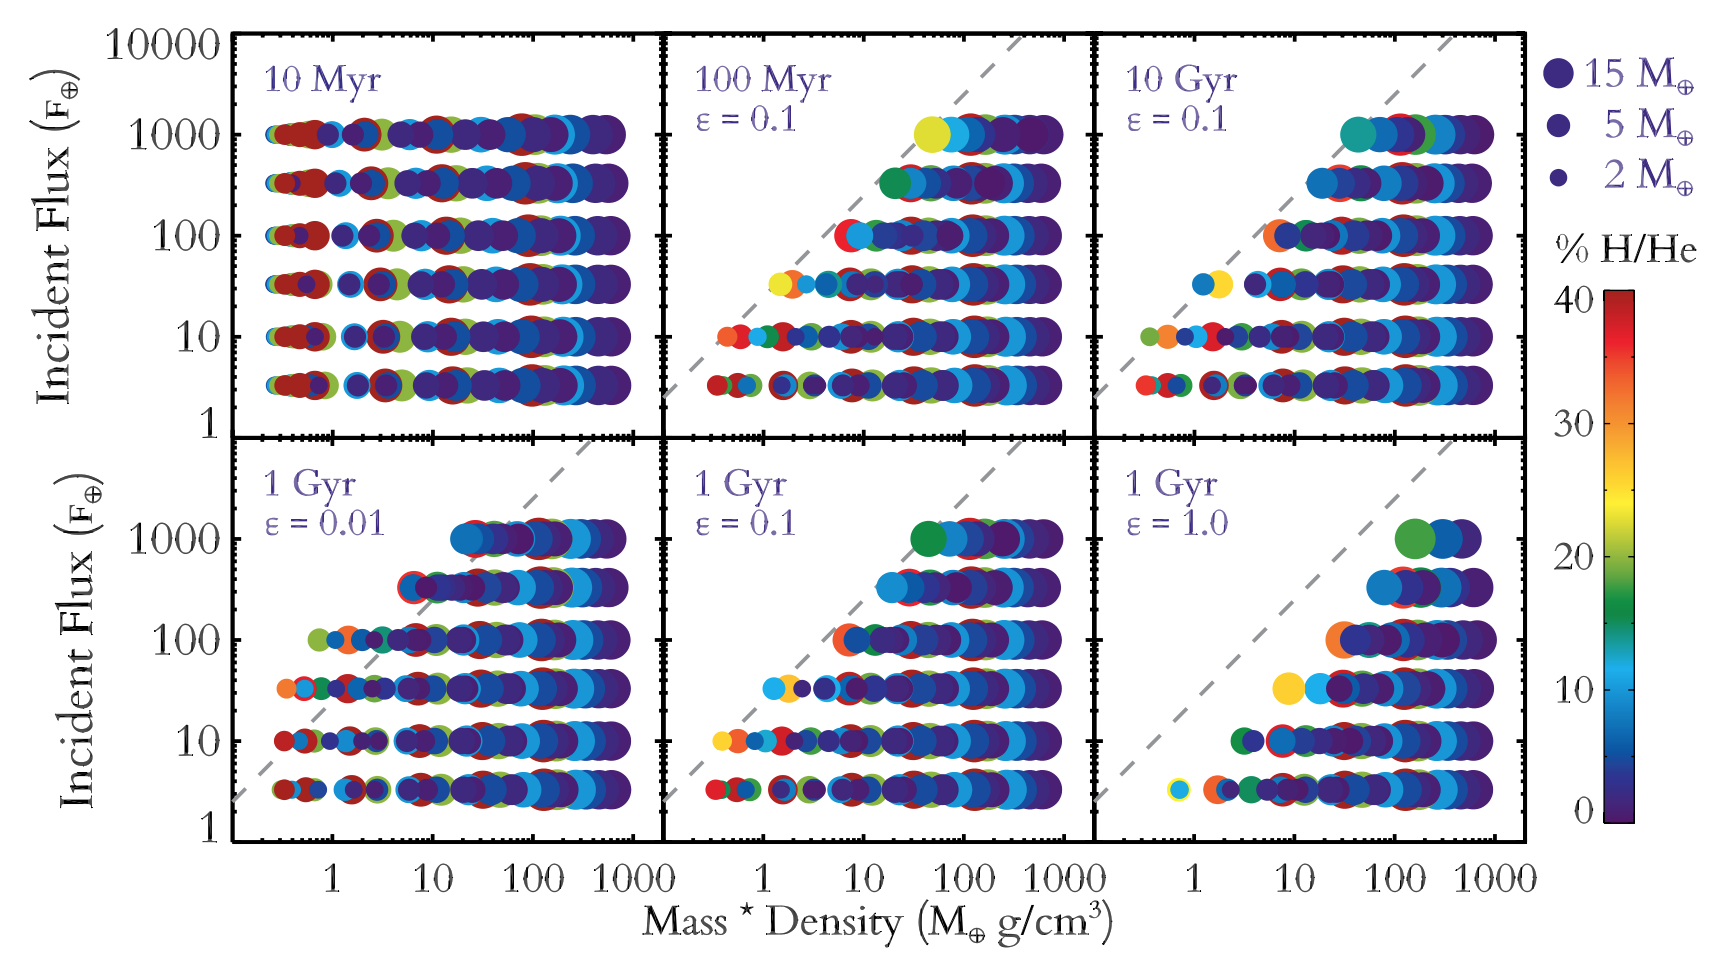 10000
1000
100
10
1
Incident Flux (F⊕)
10 Myr
100 Myr
ε = 0.1
10 Gyr
ε = 0.1
15 M⊕
5 M⊕
2 M⊕
% H/He
40
30
20
10
0
1000
100
10
1
Incident Flux (F⊕)
1 Gyr
ε = 0.01
1 Gyr
ε = 0.1
1 Gyr
ε = 1.0
1 10 100 1000 1 10 100 1000 1 10 100 1000
Mass * Density (M⊕ g/cm³)